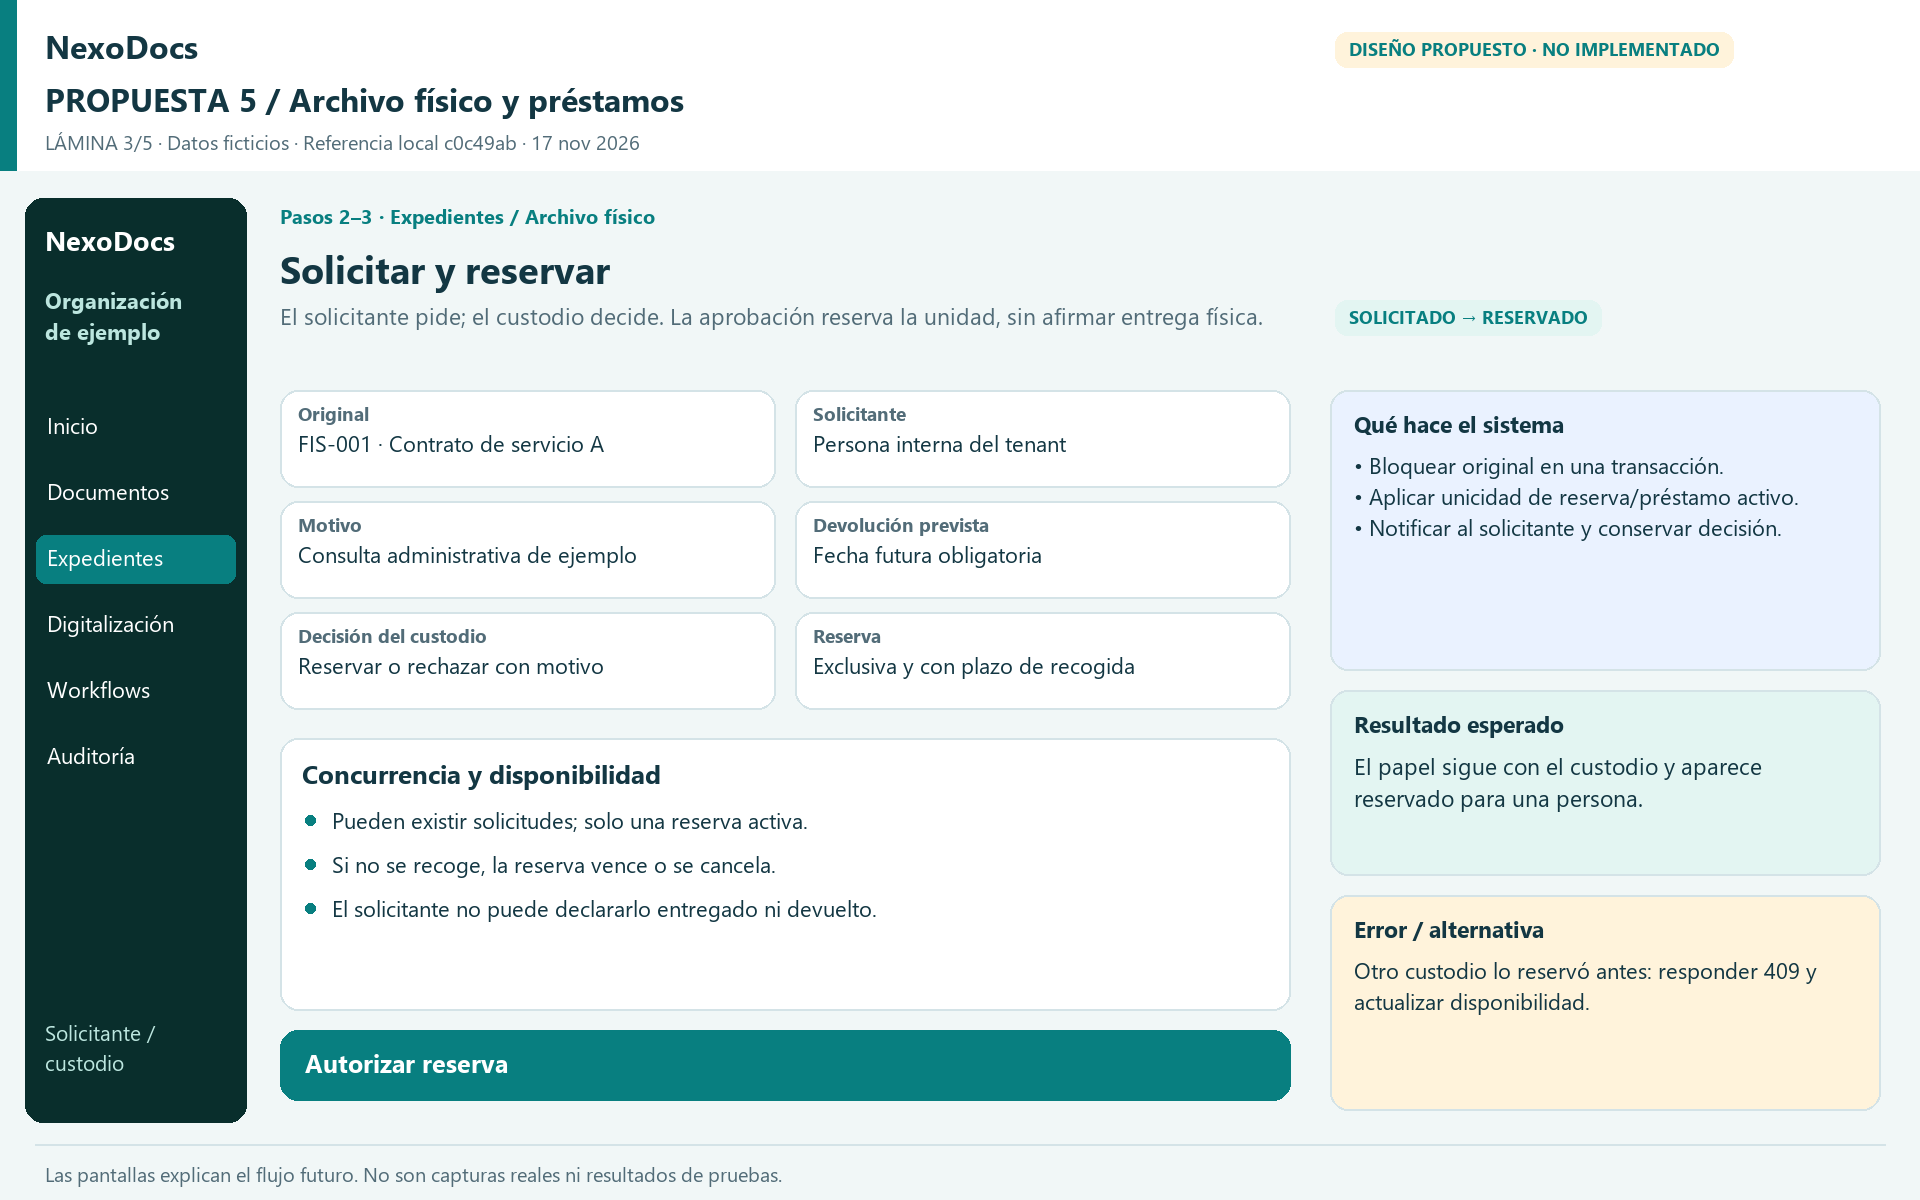 NexoDocs
DISEÑO PROPUESTO · NO IMPLEMENTADO
PROPUESTA 5 / Archivo físico y préstamos
LÁMINA 3/5 · Datos ficticios · Referencia local c0c49ab · 17 nov 2026
NexoDocs
Organización
de ejemplo
Inicio
Documentos
Expedientes
Digitalización
Workflows
Auditoría
Solicitante /
custodio
Pasos 2–3 · Expedientes / Archivo físico
Solicitar y reservar
El solicitante pide; el custodio decide. La aprobación reserva la unidad, sin afirmar entrega física.
SOLICITADO → RESERVADO
Original
FIS-001 · Contrato de servicio A
Solicitante
Persona interna del tenant
Motivo
Consulta administrativa de ejemplo
Devolución prevista
Fecha futura obligatoria
Decisión del custodio
Reservar o rechazar con motivo
Reserva
Exclusiva y con plazo de recogida
Concurrencia y disponibilidad
Pueden existir solicitudes; solo una reserva activa.
Si no se recoge, la reserva vence o se cancela.
El solicitante no puede declararlo entregado ni devuelto.
Autorizar reserva
Qué hace el sistema
• Bloquear original en una transacción.
• Aplicar unicidad de reserva/préstamo activo.
• Notificar al solicitante y conservar decisión.
Resultado esperado
El papel sigue con el custodio y aparece
reservado para una persona.
Error / alternativa
Otro custodio lo reservó antes: responder 409 y
actualizar disponibilidad.
Las pantallas explican el flujo futuro. No son capturas reales ni resultados de pruebas.